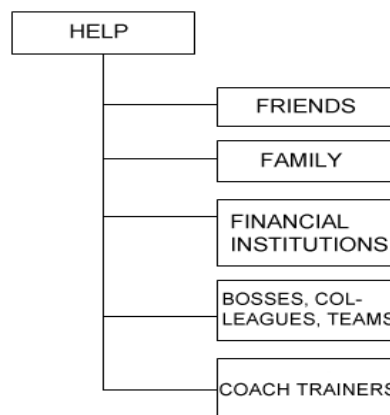 HELP
FRIENDS
FAMILY
FINANCIAL
INSTITUTIONS
BOSSES, COL-
LEAGUES, TEAMS
COACH TRAINERS